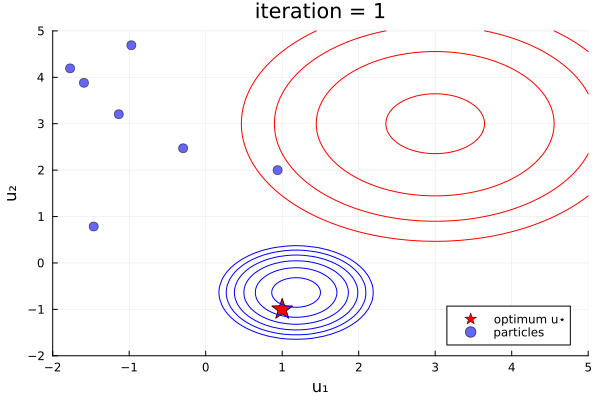 iteration = 1
u₂
5
4
3
2
1
0
−1
−2
−2 −1 0 1 2 3 4 5
u₁
optimum u⋆
particles